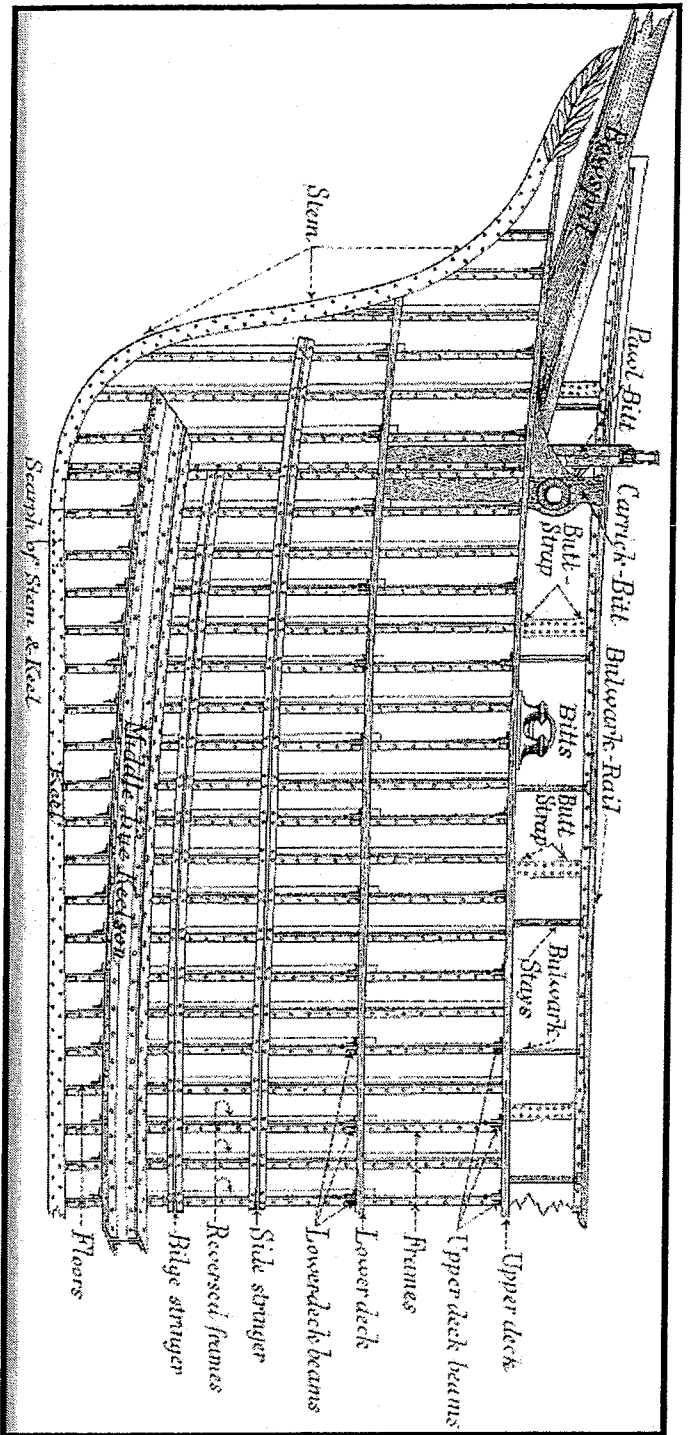 Bowsprit
Pawl-Bitt
Carrick-Bitt
Bulwark-Rail
Butt-
Strap
Bitts
Butt
Strap
Bulwark
Stays
Stem
Upper deck
Upper deck beams
Frames
Lower deck
Lowerdeck beams
Side stringer
Reversed frames
Bilge stringer
Floors
Middle line Keelson
Keel
Scarph of Stem & Keel